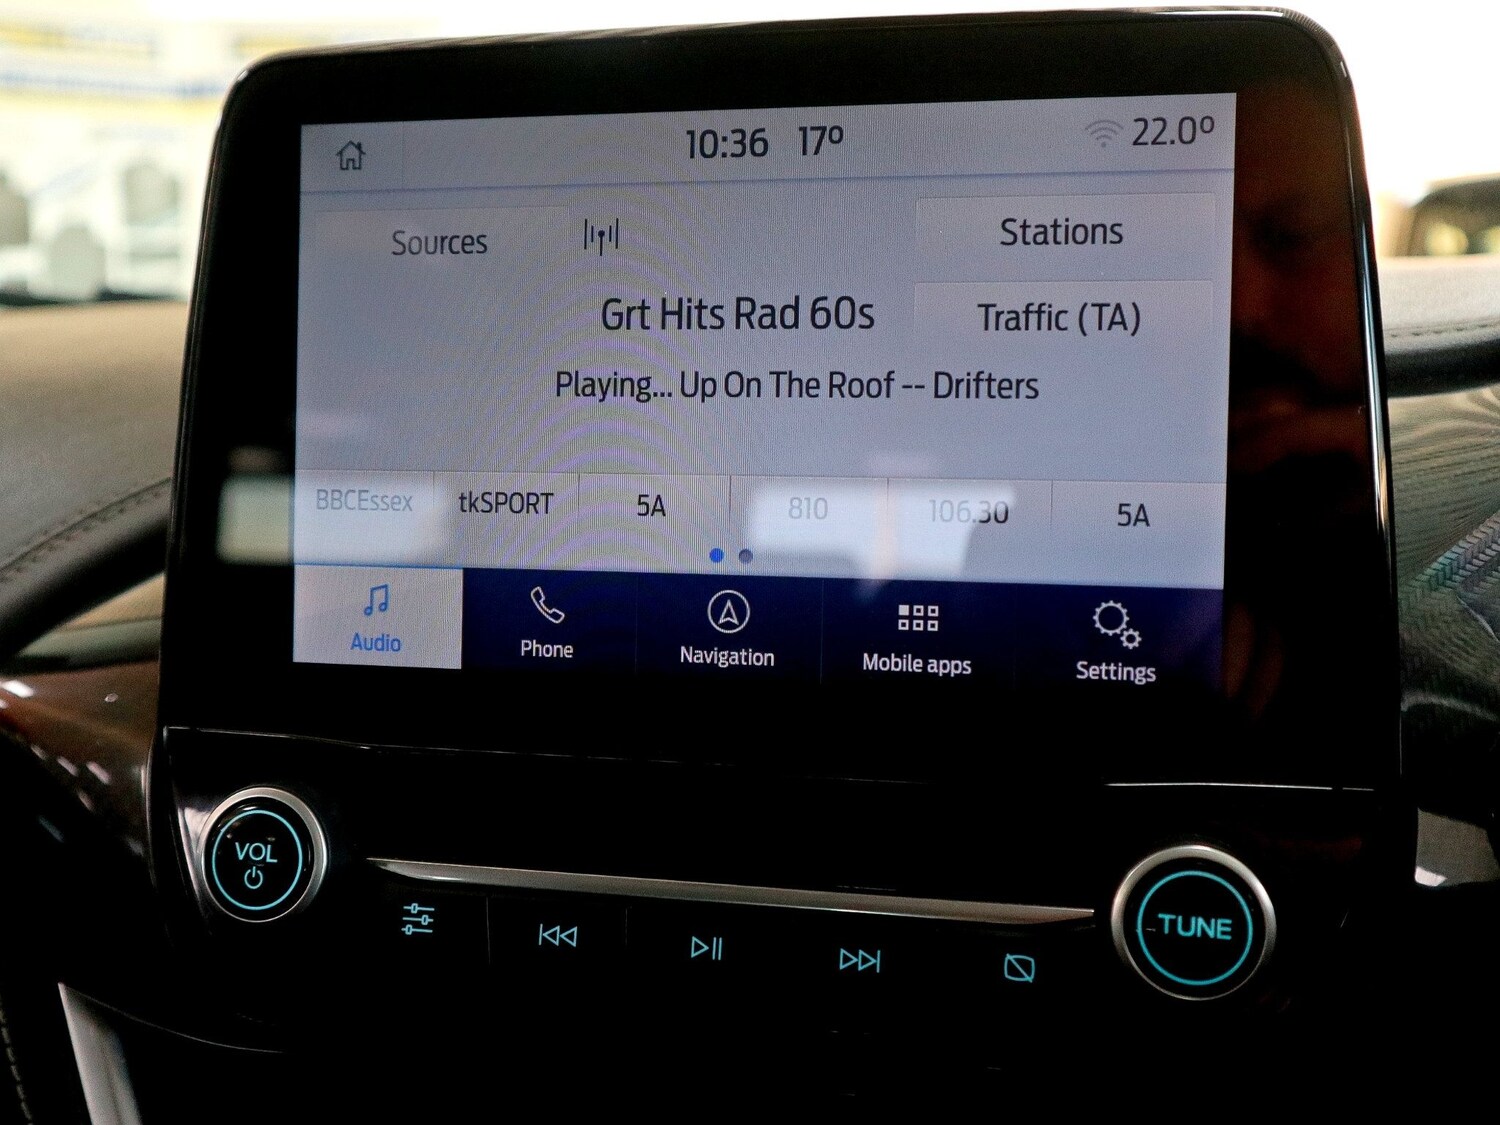 10:36 17° 22.0°
Sources
Stations
Grt Hits Rad 60s
Traffic (TA)
Playing... Up On The Roof -- Drifters
BBCEssex tkSPORT 5A 810 106.30 5A
Audio Phone Navigation Mobile apps Settings
VOL
TUNE